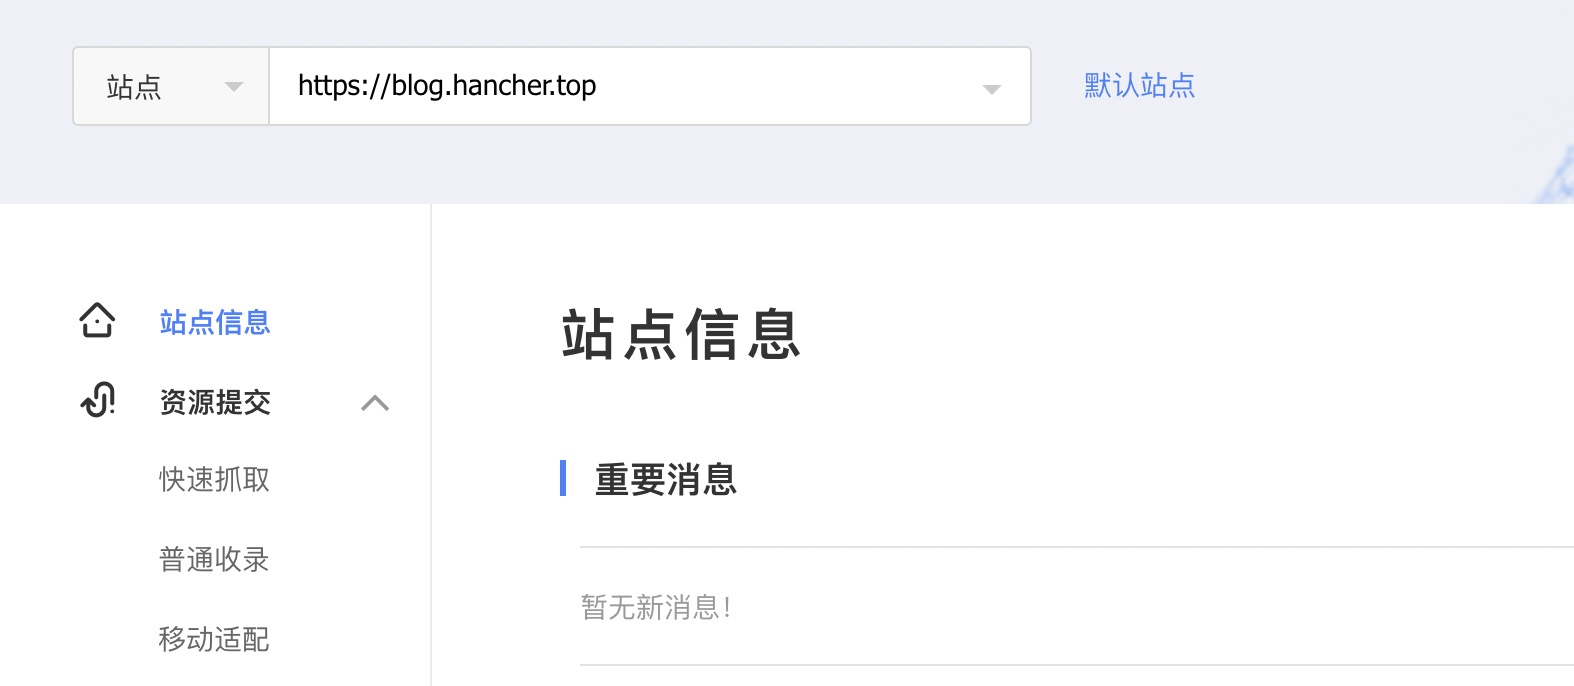 站点
https://blog.hancher.top
默认站点
站点信息
资源提交
快速抓取
普通收录
移动适配
站点信息
重要消息
暂无新消息!